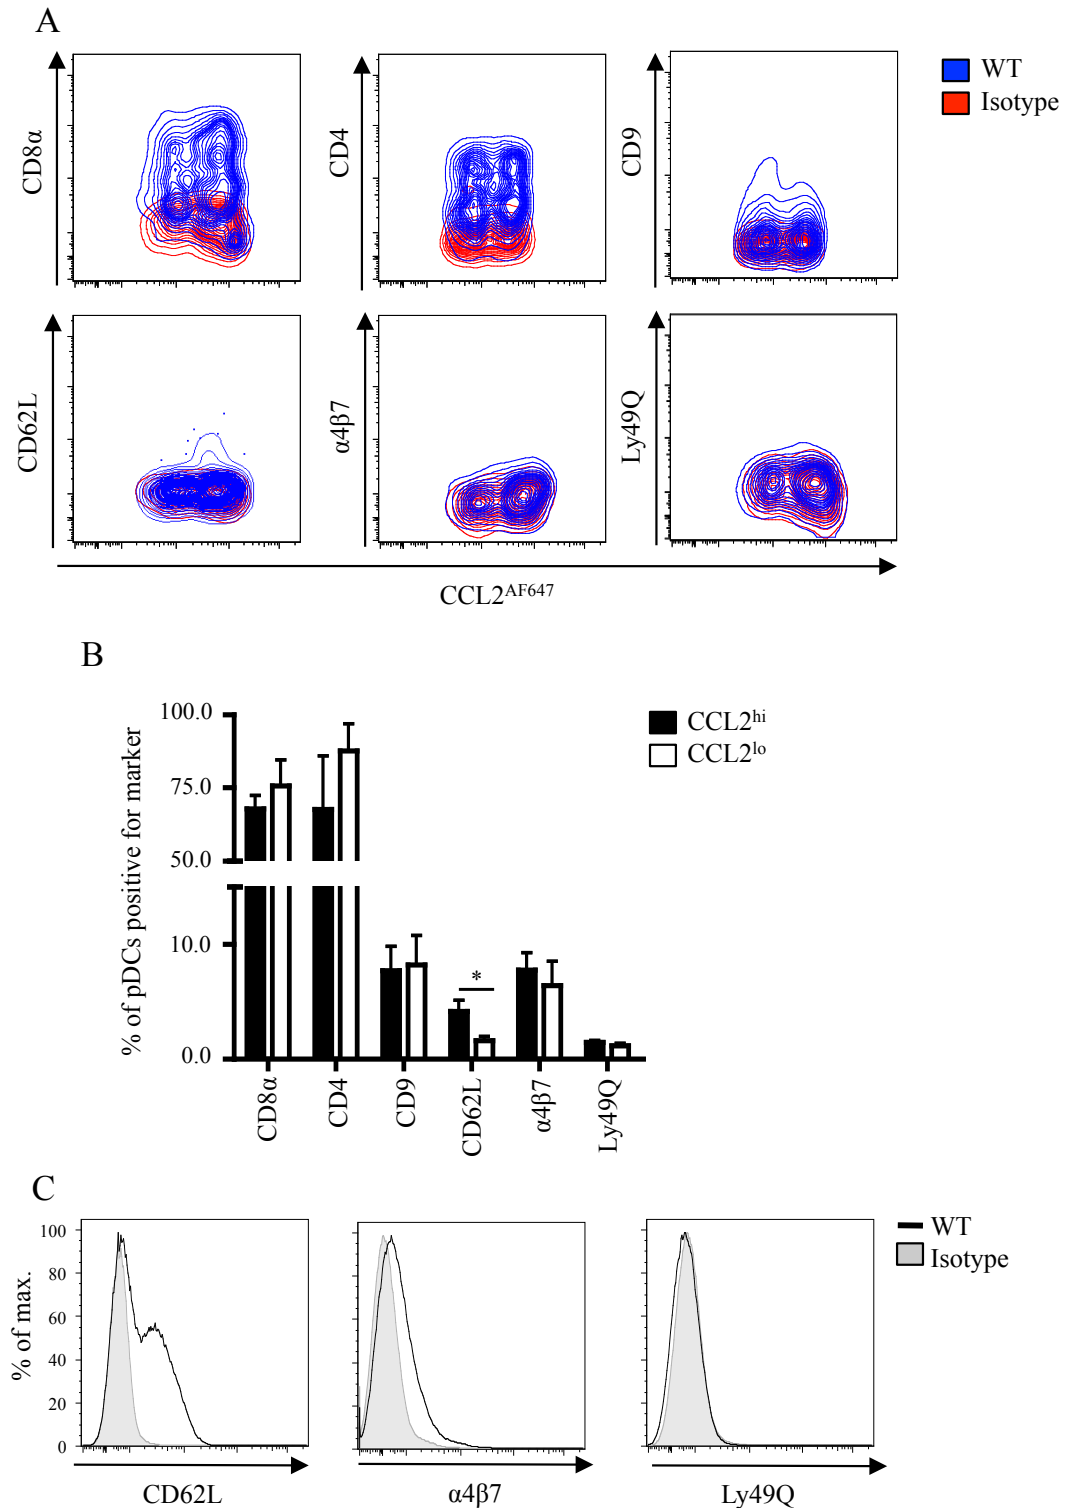 A
CD8α
CD4
CD9
WT
Isotype
CD62L
α4β7
Ly49Q
CCL2AF647
B
% of pDCs positive for marker
100.0
75.0
50.0
10.0
0.0
CCL2hi
CCL2lo
*
CD8α
CD4
CD9
CD62L
α4β7
Ly49Q
C
% of max.
100
80
60
40
20
0
WT
Isotype
CD62L
α4β7
Ly49Q